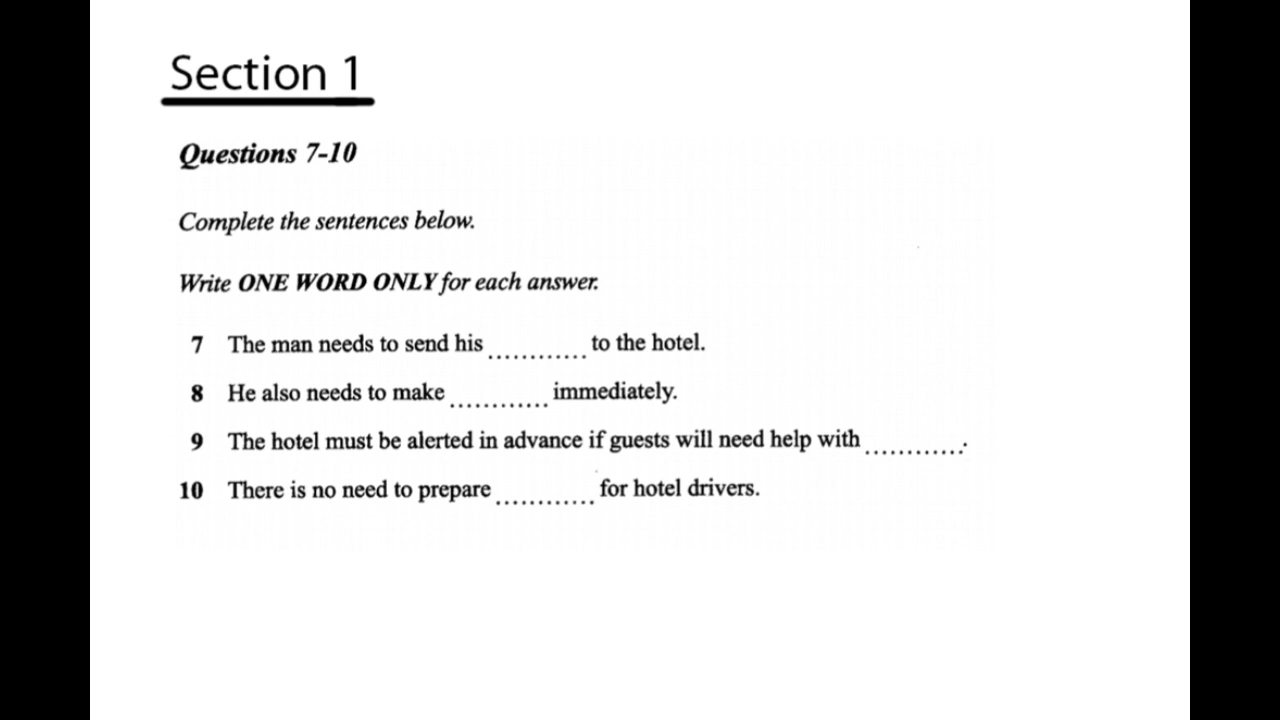 Section 1
Questions 7-10
Complete the sentences below.
Write ONE WORD ONLY for each answer.
7 The man needs to send his ............ to the hotel.
8 He also needs to make ............ immediately.
9 The hotel must be alerted in advance if guests will need help with .............
10 There is no need to prepare ............ for hotel drivers.